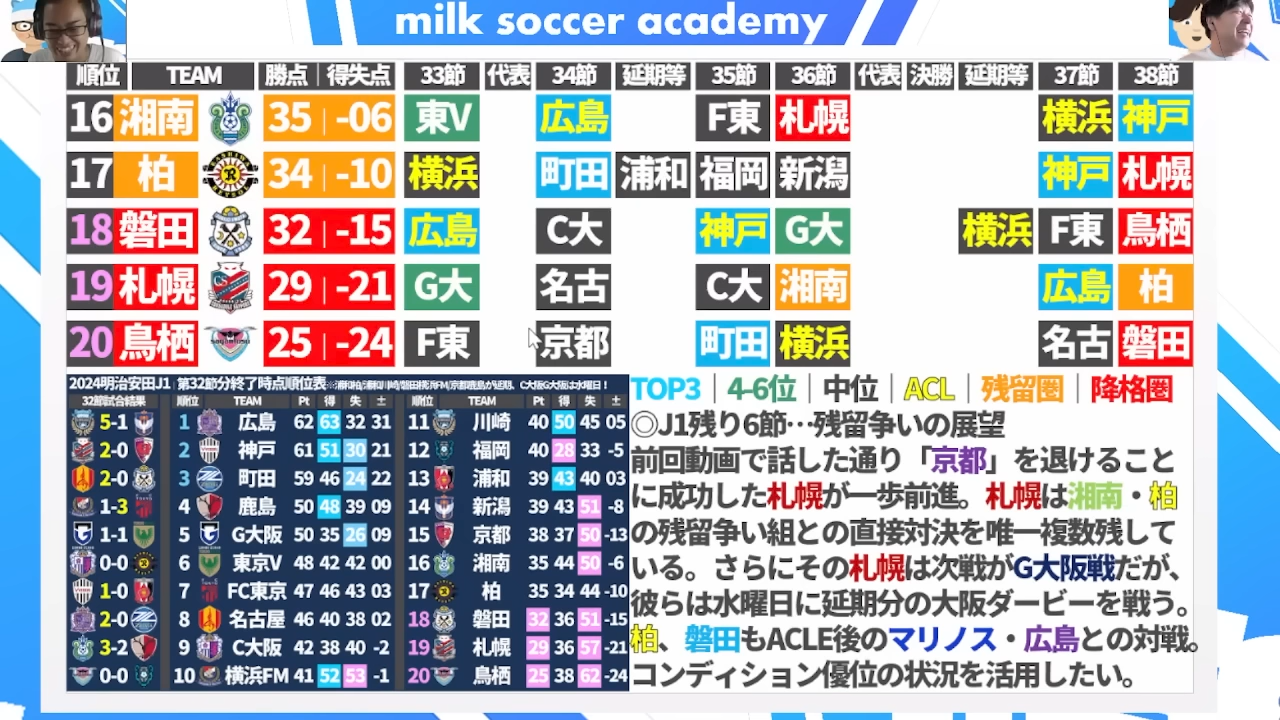 milk soccer academy
順位 TEAM 勝点 | 得失点 33節 代表 34節 延期等 35節 36節 代表 決勝 延期等 37節 38節
16 湘南 35 | -06 東V 広島 F東 札幌 横浜 神戸
17 柏 34 | -10 横浜 町田 浦和 福岡 新潟 神戸 札幌
18 磐田 32 | -15 広島 C大 神戸 G大 横浜 F東 鳥栖
19 札幌 29 | -21 G大 名古 C大 湘南 広島 柏
20 鳥栖 25 | -24 F東 京都 町田 横浜 名古 磐田
2024明治安田J1 | 第32節分終了時点順位表
32節試合結果 順位 TEAM Pt 得 失 ± 順位 TEAM Pt 得 失 ±
5-1 1 広島 62 63 32 31 11 川崎 40 50 45 05
2-0 2 神戸 61 51 30 21 12 福岡 40 28 33 -5
2-0 3 町田 59 46 24 22 13 浦和 39 43 40 03
1-3 4 鹿島 50 48 39 09 14 新潟 39 43 51 -8
1-1 5 G大阪 50 35 26 09 15 京都 38 37 50 -13
0-0 6 東京V 48 42 42 00 16 湘南 35 44 50 -6
1-0 7 FC東京 47 46 43 03 17 柏 35 34 44 -10
2-0 8 名古屋 46 40 38 02 18 磐田 32 36 51 -15
3-2 9 C大阪 42 38 40 -2 19 札幌 29 36 57 -21
0-0 10 横浜FM 41 52 53 -1 20 鳥栖 25 38 62 -24
TOP3 | 4-6位 | 中位 | ACL | 残留圏 | 降格圏
◎J1残り6節…残留争いの展望
前回動画で話した通り「京都」を退けること
に成功した札幌が一歩前進。札幌は湘南・柏
の残留争い組との直接対決を唯一複数残して
いる。さらにその札幌は次戦がG大阪戦だが、
彼らは水曜日に延期分の大阪ダービーを戦う。
柏、磐田もACLE後のマリノス・広島との対戦。
コンディション優位の状況を活用したい。